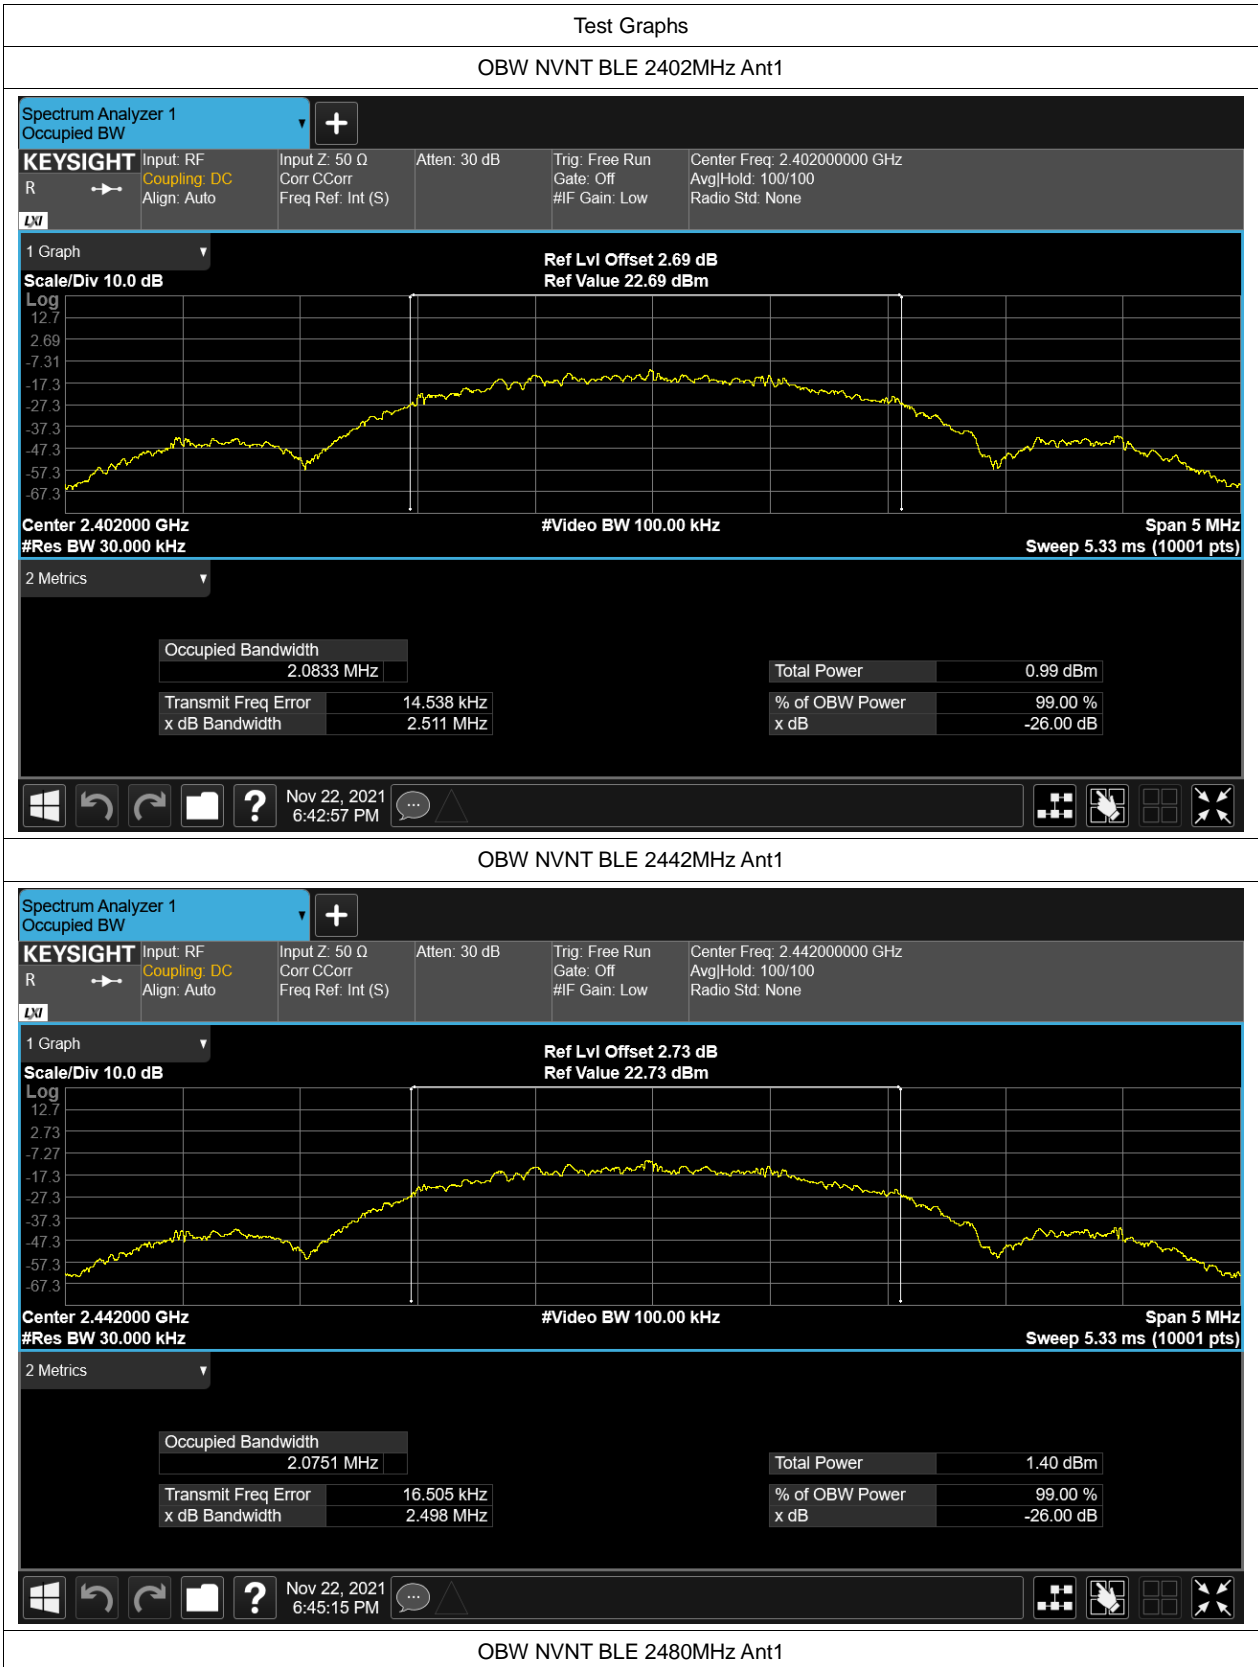 Test Graphs
OBW NVNT BLE 2402MHz Ant1
Spectrum Analyzer 1
Occupied BW
KEYSIGHT Input: RF Input Z: 50 Ω Atten: 30 dB Trig: Free Run Center Freq: 2.402000000 GHz
R Coupling: DC Corr CCorr Gate: Off Avg|Hold: 100/100
Align: Auto Freq Ref: Int (S) #IF Gain: Low Radio Std: None
LXI
1 Graph
Ref Lvl Offset 2.69 dB
Scale/Div 10.0 dB Ref Value 22.69 dBm
Log
12.7
2.69
-7.31
-17.3
-27.3
-37.3
-47.3
-57.3
-67.3
Center 2.402000 GHz #Video BW 100.00 kHz Span 5 MHz
#Res BW 30.000 kHz Sweep 5.33 ms (10001 pts)
2 Metrics
Occupied Bandwidth
2.0833 MHz Total Power 0.99 dBm
Transmit Freq Error 14.538 kHz % of OBW Power 99.00 %
x dB Bandwidth 2.511 MHz x dB -26.00 dB
Nov 22, 2021
6:42:57 PM
OBW NVNT BLE 2442MHz Ant1
Spectrum Analyzer 1
Occupied BW
KEYSIGHT Input: RF Input Z: 50 Ω Atten: 30 dB Trig: Free Run Center Freq: 2.442000000 GHz
R Coupling: DC Corr CCorr Gate: Off Avg|Hold: 100/100
Align: Auto Freq Ref: Int (S) #IF Gain: Low Radio Std: None
LXI
1 Graph
Ref Lvl Offset 2.73 dB
Scale/Div 10.0 dB Ref Value 22.73 dBm
Log
12.7
2.73
-7.27
-17.3
-27.3
-37.3
-47.3
-57.3
-67.3
Center 2.442000 GHz #Video BW 100.00 kHz Span 5 MHz
#Res BW 30.000 kHz Sweep 5.33 ms (10001 pts)
2 Metrics
Occupied Bandwidth
2.0751 MHz Total Power 1.40 dBm
Transmit Freq Error 16.505 kHz % of OBW Power 99.00 %
x dB Bandwidth 2.498 MHz x dB -26.00 dB
Nov 22, 2021
6:45:15 PM
OBW NVNT BLE 2480MHz Ant1